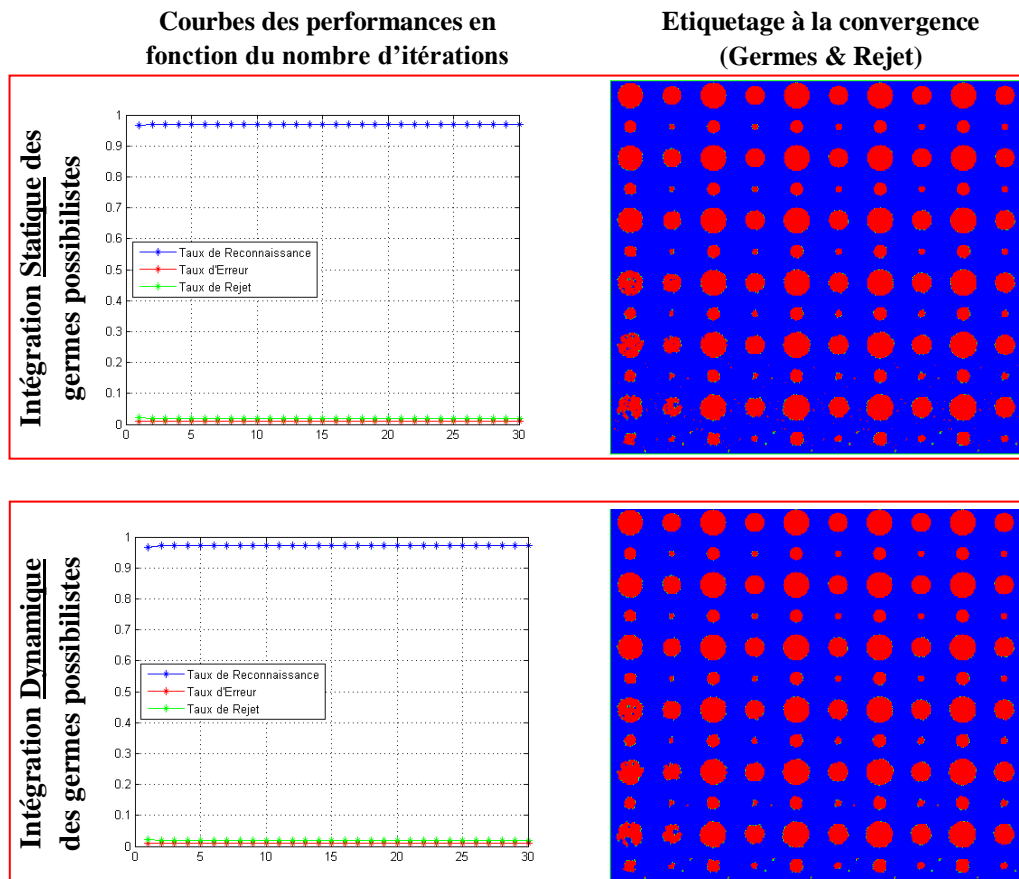 Courbes des performances en
fonction du nombre d'itérations
Etiquetage à la convergence
(Germes & Rejet)
Intégration Statique des
germes possibilistes
1
0.9
0.8
0.7
0.6
0.5
0.4
0.3
0.2
0.1
0
Taux de Reconnaissance
Taux d'Erreur
Taux de Rejet
0 5 10 15 20 25 30
Intégration Dynamique
des germes possibilistes
1
0.9
0.8
0.7
0.6
0.5
0.4
0.3
0.2
0.1
0
Taux de Reconnaissance
Taux d'Erreur
Taux de Rejet
0 5 10 15 20 25 30